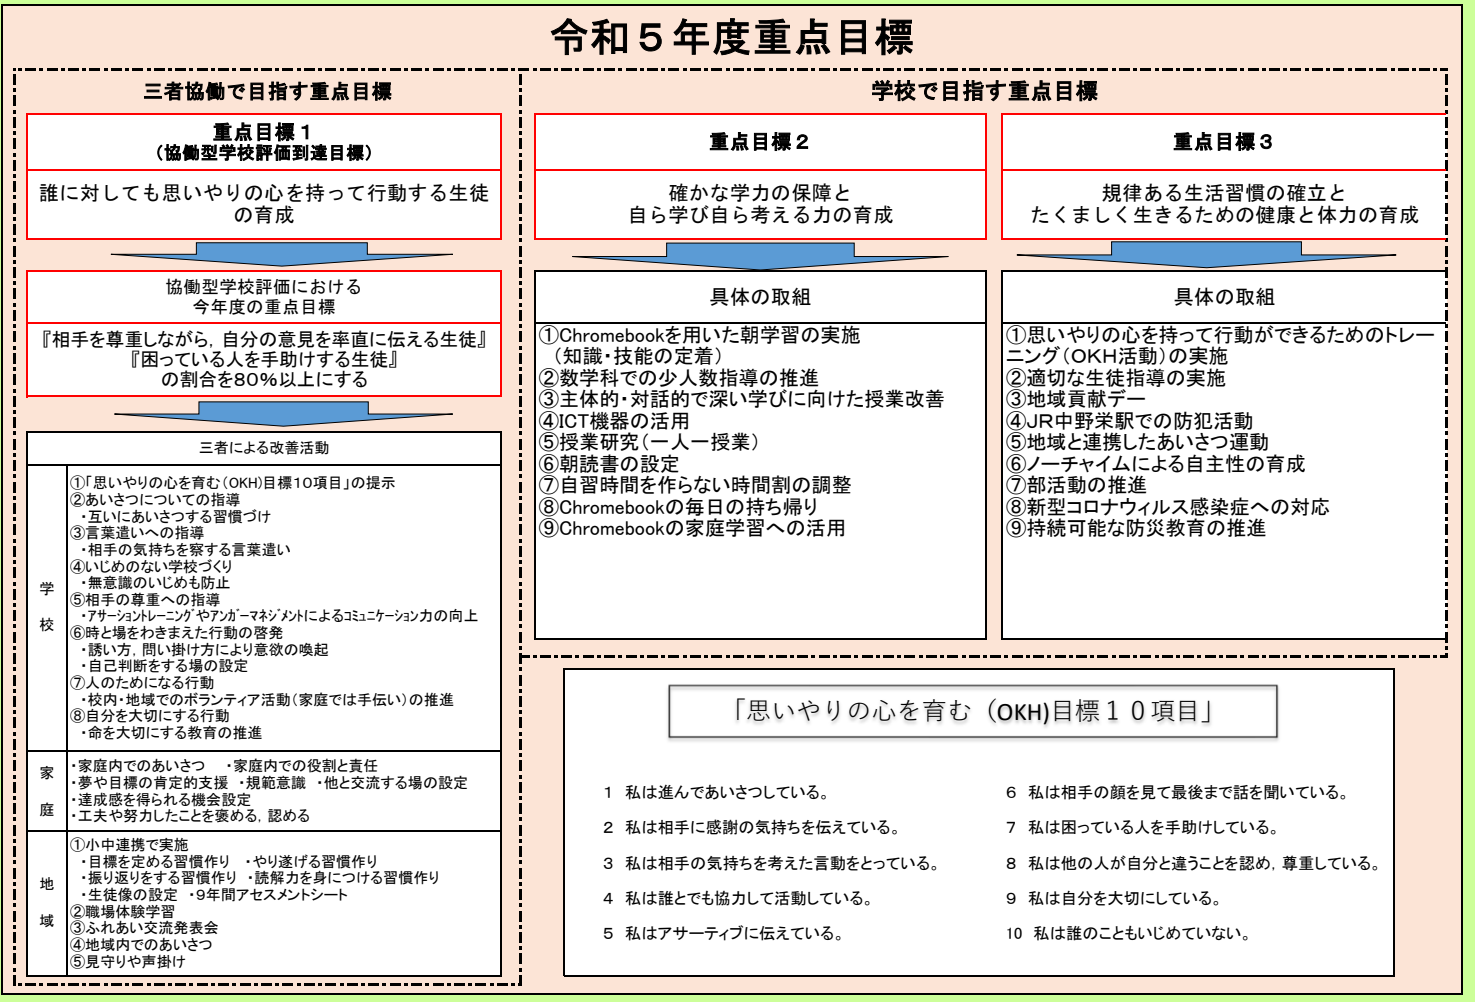 令和５年度重点目標
三者協働で目指す重点目標
重点目標１
（協働型学校評価到達目標）
誰に対しても思いやりの心を持って行動する生徒
の育成
協働型学校評価における
今年度の重点目標
『相手を尊重しながら，自分の意見を率直に伝える生徒』
『困っている人を手助けする生徒』
の割合を80％以上にする
三者による改善活動
学校
①「思いやりの心を育む（OKH）目標１０項目」の提示
②あいさつについての指導
・互いにあいさつする習慣づけ
③言葉遣いへの指導
・相手の気持ちを察する言葉遣い
④いじめのない学校づくり
・無意識のいじめも防止
⑤相手の尊重への指導
・ｱｻｰｼｮﾝﾄﾚｰﾆﾝｸﾞやｱﾝｶﾞｰﾏﾈｼﾞﾒﾝﾄによるｺﾐｭﾆｹｰｼｮﾝ力の向上
⑥時と場をわきまえた行動の啓発
・誘い方，問い掛け方により意欲の喚起
・自己判断をする場の設定
⑦人のためになる行動
・校内・地域でのボランティア活動（家庭では手伝い）の推進
⑧自分を大切にする行動
・命を大切にする教育の推進
家庭
・家庭内でのあいさつ　・家庭内での役割と責任
・夢や目標の肯定的支援　・規範意識　・他と交流する場の設定
・達成感を得られる機会設定
・工夫や努力したことを褒める，認める
地域
①小中連携で実施
・目標を定める習慣作り　・やり遂げる習慣作り
・振り返りをする習慣作り　・読解力を身につける習慣作り
・生徒像の設定　・９年間アセスメントシート
②職場体験学習
③ふれあい交流発表会
④地域内でのあいさつ
⑤見守りや声掛け
学校で目指す重点目標
重点目標２
確かな学力の保障と
自ら学び自ら考える力の育成
具体の取組
①Chromebookを用いた朝学習の実施
（知識・技能の定着）
②数学科での少人数指導の推進
③主体的・対話的で深い学びに向けた授業改善
④ICT機器の活用
⑤授業研究（一人一授業）
⑥朝読書の設定
⑦自習時間を作らない時間割の調整
⑧Chromebookの毎日の持ち帰り
⑨Chromebookの家庭学習への活用
重点目標３
規律ある生活習慣の確立と
たくましく生きるための健康と体力の育成
具体の取組
①思いやりの心を持って行動ができるためのトレー
ニング（OKH活動）の実施
②適切な生徒指導の実施
③地域貢献デー
④JR中野栄駅での防犯活動
⑤地域と連携したあいさつ運動
⑥ノーチャイムによる自主性の育成
⑦部活動の推進
⑧新型コロナウィルス感染症への対応
⑨持続可能な防災教育の推進
「思いやりの心を育む（OKH)目標１０項目」
１　私は進んであいさつしている。
２　私は相手に感謝の気持ちを伝えている。
３　私は相手の気持ちを考えた言動をとっている。
４　私は誰とでも協力して活動している。
５　私はアサーティブに伝えている。
６　私は相手の顔を見て最後まで話を聞いている。
７　私は困っている人を手助けしている。
８　私は他の人が自分と違うことを認め，尊重している。
９　私は自分を大切にしている。
10　私は誰のこともいじめていない。